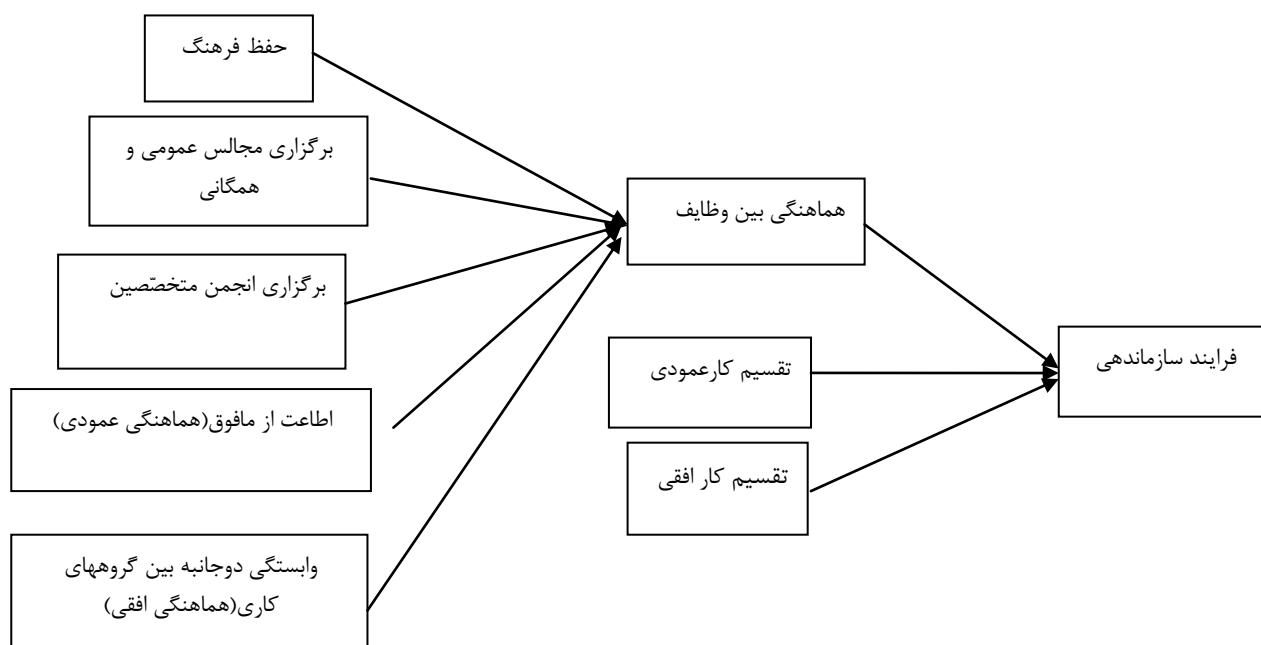 حفظ فرهنگ
برگزاری مجالس عمومی و
همگانی
هماهنگی بین وظایف
برگزاری انجمن متخصّصین
فرایند سازماندهی
تقسیم کارعمودی
اطاعت از مافوق(هماهنگی عمودی)
تقسیم کار افقی
وابستگی دوجانبه بین گروههای
کاری(هماهنگی افقی)